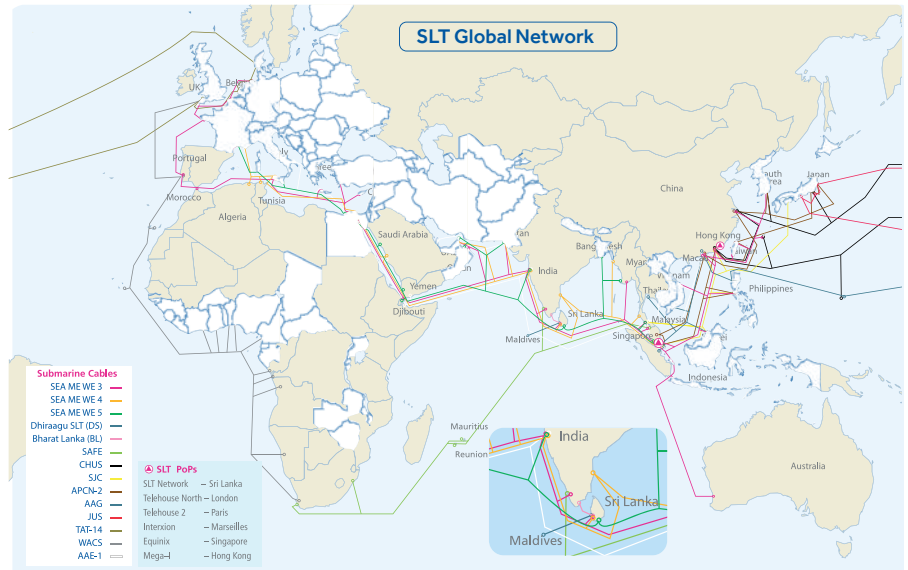 SLT Global Network
UK
Portugal
Morocco
Algeria
Tunisia
Saudi Arabia
Yemen
Djibouti
India
Sri Lanka
Maldives
China
Hong Kong
Macau
Philippines
Malaysia
Singapore
Indonesia
Australia
Mauritius
Reunion
Submarine Cables
SEA ME WE 3
SEA ME WE 4
SEA ME WE 5
Dhiraagu SLT (DS)
Bharat Lanka (BL)
SAFE
CHUS
SJC
APCN-2
AAG
JUS
TAT-14
WACS
AAE-1
SLT PoPs
SLT Network – Sri Lanka
Telehouse North – London
Telehouse 2 – Paris
Interxion – Marseilles
Equinix – Singapore
Mega-I – Hong Kong
India
Sri Lanka
Maldives